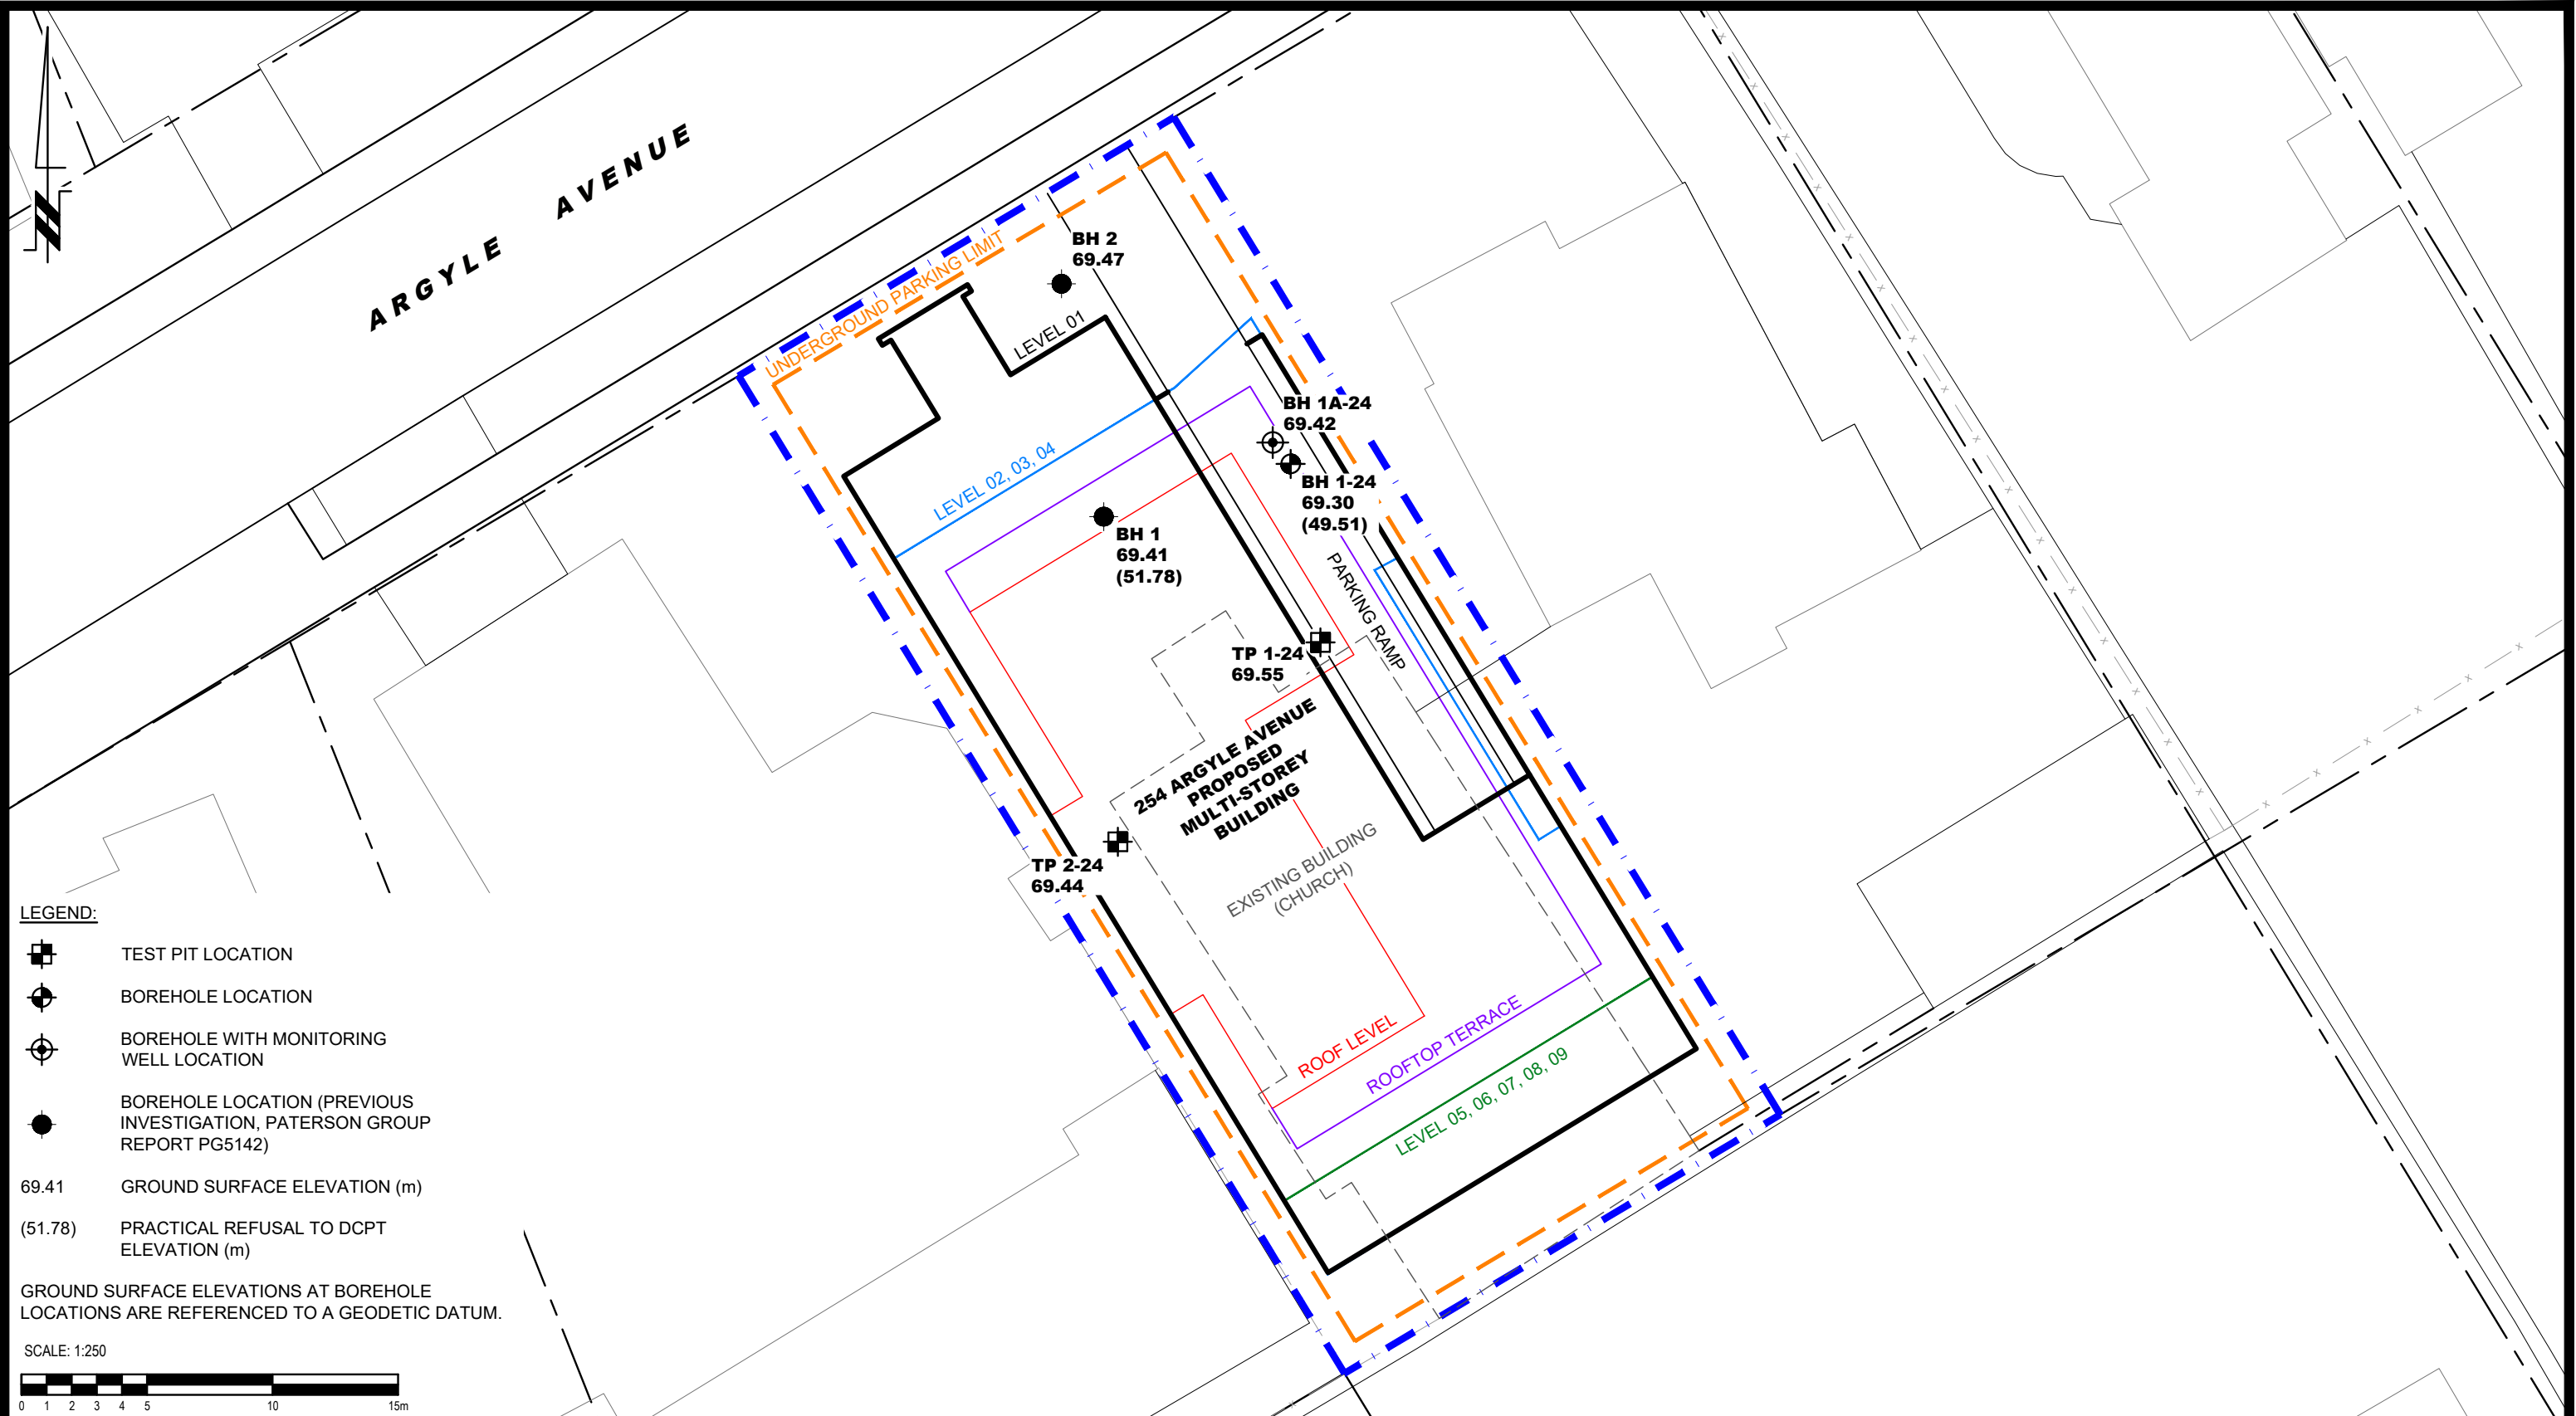 ARGYLE AVENUE
UNDERGROUND PARKING LIMIT
BH 2
69.47
LEVEL 01
BH 1A-24
69.42
BH 1-24
69.30
(49.51)
LEVEL 02, 03, 04
BH 1
69.41
(51.78)
PARKING RAMP
TP 1-24
69.55
254 ARGYLE AVENUE
PROPOSED
MULTI-STOREY
BUILDING
TP 2-24
69.44
EXISTING BUILDING
(CHURCH)
ROOF LEVEL
ROOFTOP TERRACE
LEVEL 05, 06, 07, 08, 09
LEGEND:
TEST PIT LOCATION
BOREHOLE LOCATION
BOREHOLE WITH MONITORING
WELL LOCATION
BOREHOLE LOCATION (PREVIOUS
INVESTIGATION, PATERSON GROUP
REPORT PG5142)
69.41 GROUND SURFACE ELEVATION (m)
(51.78) PRACTICAL REFUSAL TO DCPT
ELEVATION (m)
GROUND SURFACE ELEVATIONS AT BOREHOLE
LOCATIONS ARE REFERENCED TO A GEODETIC DATUM.
SCALE: 1:250
0 1 2 3 4 5 10 15m